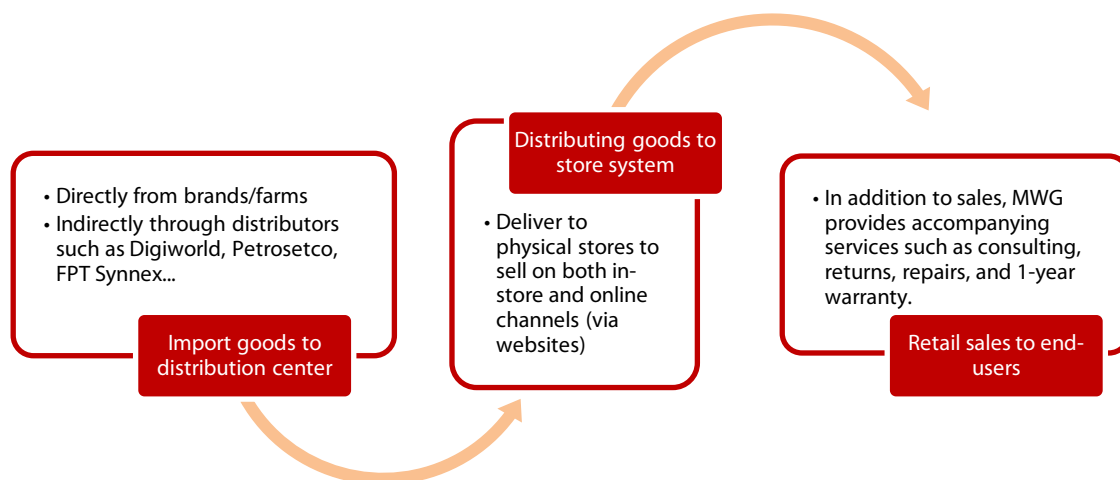 • Directly from brands/farms
• Indirectly through distributors
such as Digiworld, Petrosetco,
FPT Synnex...
Import goods to
distribution center
Distributing goods to
store system
• Deliver to
physical stores to
sell on both in-
store and online
channels (via
websites)
• In addition to sales, MWG
provides accompanying
services such as consulting,
returns, repairs, and 1-year
warranty.
Retail sales to end-
users